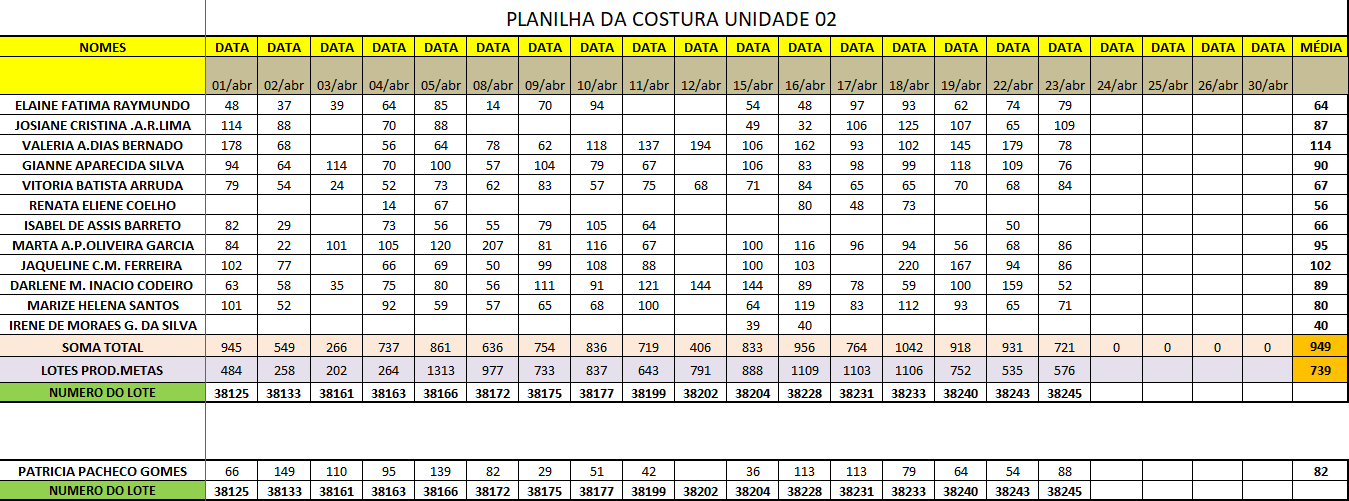 PLANILHA DA COSTURA UNIDADE 02
NOMES DATA DATA DATA DATA DATA DATA DATA DATA DATA DATA DATA DATA DATA DATA DATA DATA DATA DATA DATA DATA DATA MÉDIA
01/abr 02/abr 03/abr 04/abr 05/abr 08/abr 09/abr 10/abr 11/abr 12/abr 15/abr 16/abr 17/abr 18/abr 19/abr 22/abr 23/abr 24/abr 25/abr 26/abr 30/abr
ELAINE FATIMA RAYMUNDO 48 37 39 64 85 14 70 94 54 48 97 93 62 74 79 64
JOSIANE CRISTINA .A.R.LIMA 114 88 70 88 49 32 106 125 107 65 109 87
VALERIA A.DIAS BERNADO 178 68 56 64 78 62 118 137 194 106 162 93 102 145 179 78 114
GIANNE APARECIDA SILVA 94 64 114 70 100 57 104 79 67 106 83 98 99 118 109 76 90
VITORIA BATISTA ARRUDA 79 54 24 52 73 62 83 57 75 68 71 84 65 65 70 68 84 67
RENATA ELIENE COELHO 14 67 80 48 73 56
ISABEL DE ASSIS BARRETO 82 29 73 56 55 79 105 64 50 66
MARTA A.P.OLIVEIRA GARCIA 84 22 101 105 120 207 81 116 67 100 116 96 94 56 68 86 95
JAQUELINE C.M. FERREIRA 102 77 66 69 50 99 108 88 100 103 220 167 94 86 102
DARLENE M. INACIO CODEIRO 63 58 35 75 80 56 111 91 121 144 144 89 78 59 100 159 52 89
MARIZE HELENA SANTOS 101 52 92 59 57 65 68 100 64 119 83 112 93 65 71 80
IRENE DE MORAES G. DA SILVA 39 40 40
SOMA TOTAL 945 549 266 737 861 636 754 836 719 406 833 956 764 1042 918 931 721 0 0 0 0 949
LOTES PROD.METAS 484 258 202 264 1313 977 733 837 643 791 888 1109 1103 1106 752 535 576 739
NUMERO DO LOTE 38125 38133 38161 38163 38166 38172 38175 38177 38199 38202 38204 38228 38231 38233 38240 38243 38245
PATRICIA PACHECO GOMES 66 149 110 95 139 82 29 51 42 36 113 113 79 64 54 88 82
NUMERO DO LOTE 38125 38133 38161 38163 38166 38172 38175 38177 38199 38202 38204 38228 38231 38233 38240 38243 38245